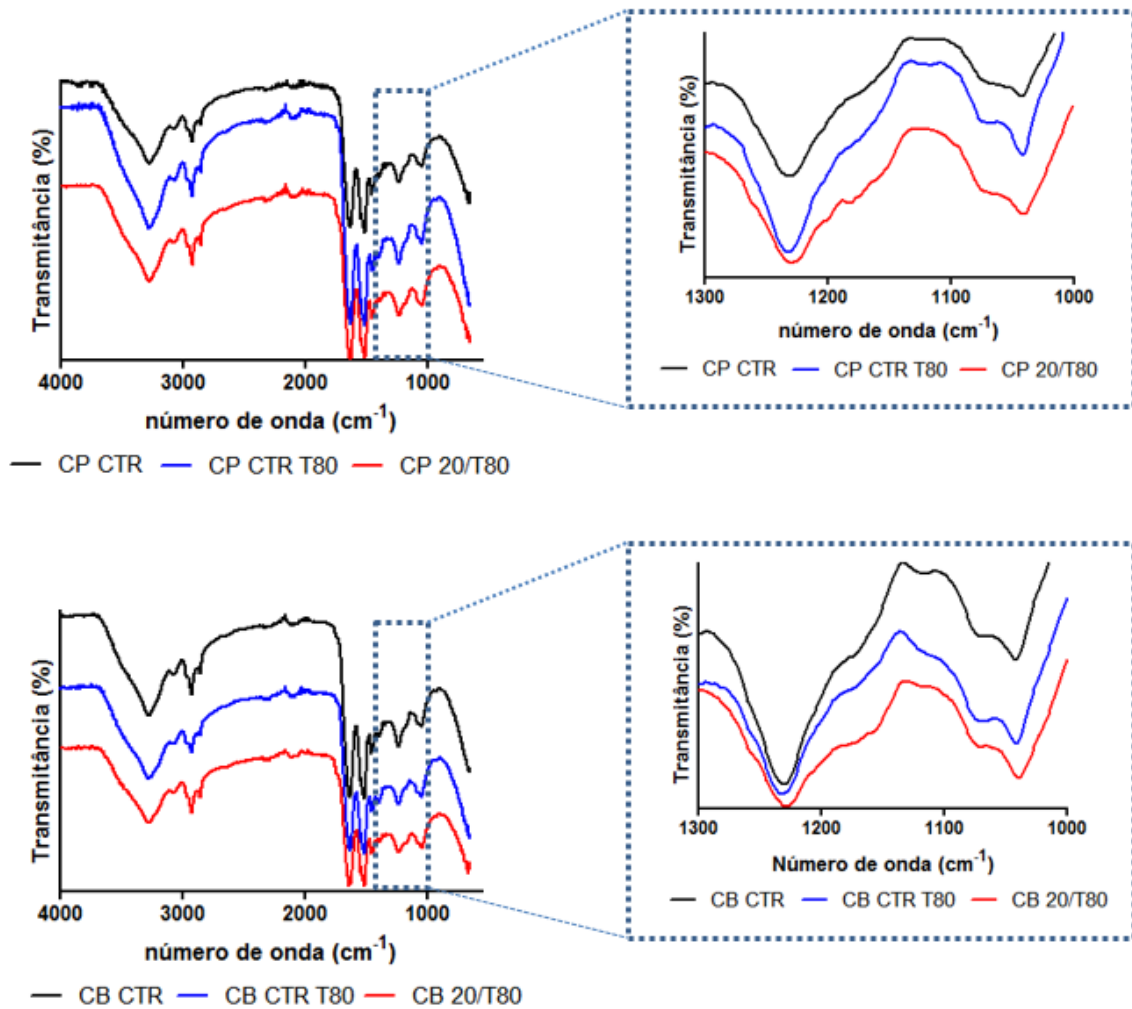 Transmitância (%)
4000 3000 2000 1000
número de onda (cm-1)
CP CTR CP CTR T80 CP 20/T80
Transmitância (%)
1300 1200 1100 1000
número de onda (cm-1)
CP CTR CP CTR T80 CP 20/T80
Transmitância (%)
4000 3000 2000 1000
número de onda (cm-1)
CB CTR CB CTR T80 CB 20/T80
Transmitância (%)
1300 1200 1100 1000
Número de onda (cm-1)
CB CTR CB CTR T80 CB 20/T80